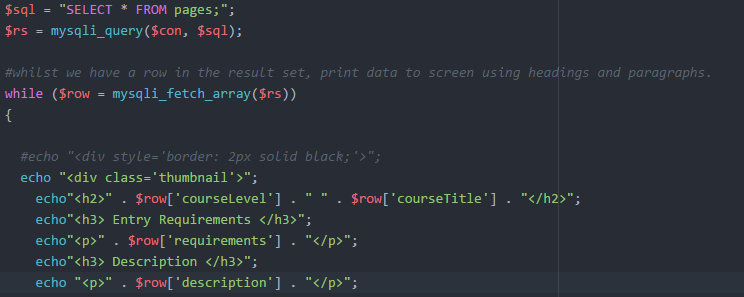 $sql = "SELECT * FROM pages;";
$rs = mysqli_query($con, $sql);
#whilst we have a row in the result set, print data to screen using headings and paragraphs.
while ($row = mysqli_fetch_array($rs))
{
#echo "<div style='border: 2px solid black;'>";
echo "<div class='thumbnail'>";
echo"<h2>" . $row['courseLevel'] . " " . $row['courseTitle'] . "</h2>";
echo"<h3> Entry Requirements </h3>";
echo"<p>" . $row['requirements'] . "</p>";
echo"<h3> Description </h3>";
echo "<p>" . $row['description'] . "</p>";